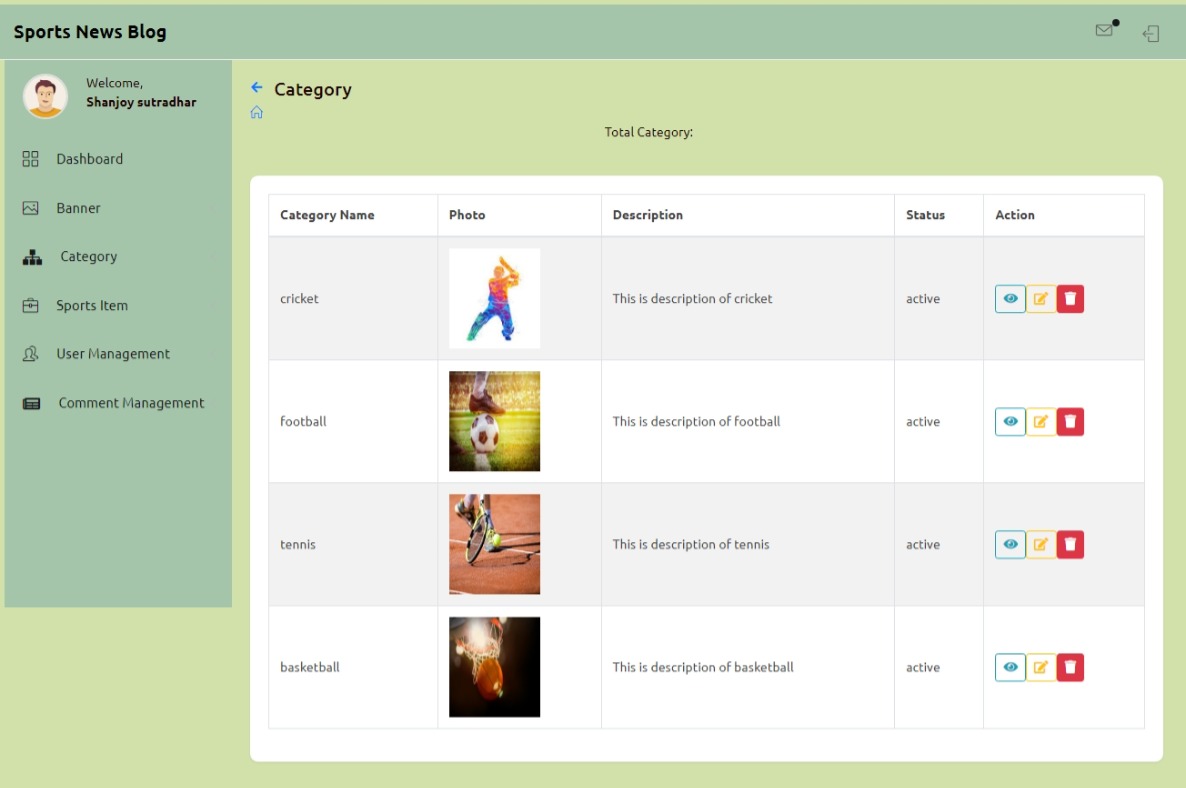 Sports News Blog
Welcome,
Shanjoy sutradhar
Dashboard
Banner
Category
Sports Item
User Management
Comment Management
Category
Total Category:
Category Name Photo Description Status Action
cricket This is description of cricket active
football This is description of football active
tennis This is description of tennis active
basketball This is description of basketball active